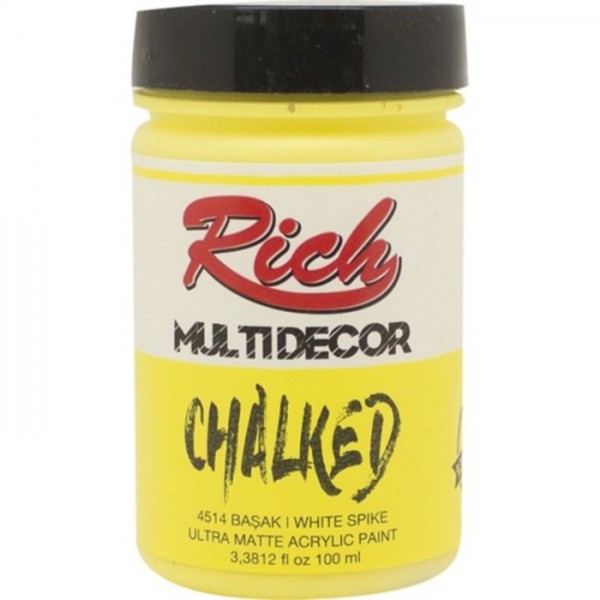 Rich
MULTIDECOR
CHALKED
4514 BAŞAK | WHITE SPIKE
ULTRA MATTE ACRYLIC PAINT
3,3812 fl oz 100 ml